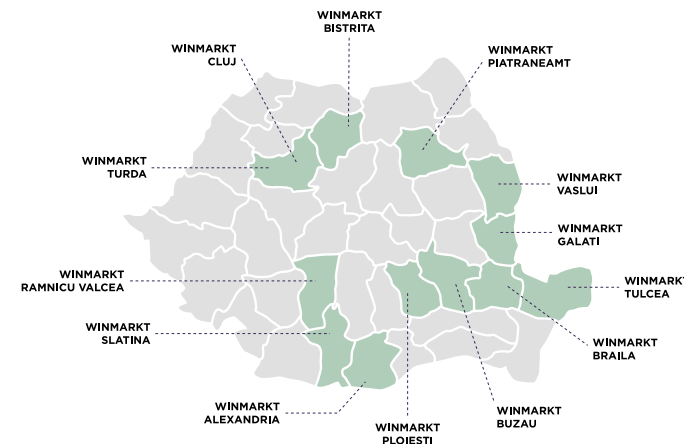 WINMARKT
BISTRITA
WINMARKT
CLUJ
WINMARKT
PIATRANEAMT
WINMARKT
TURDA
WINMARKT
VASLUI
WINMARKT
GALATI
WINMARKT
RAMNICU VALCEA
WINMARKT
TULCEA
WINMARKT
SLATINA
WINMARKT
BRAILA
WINMARKT
ALEXANDRIA
WINMARKT
BUZAU
WINMARKT
PLOIESTI